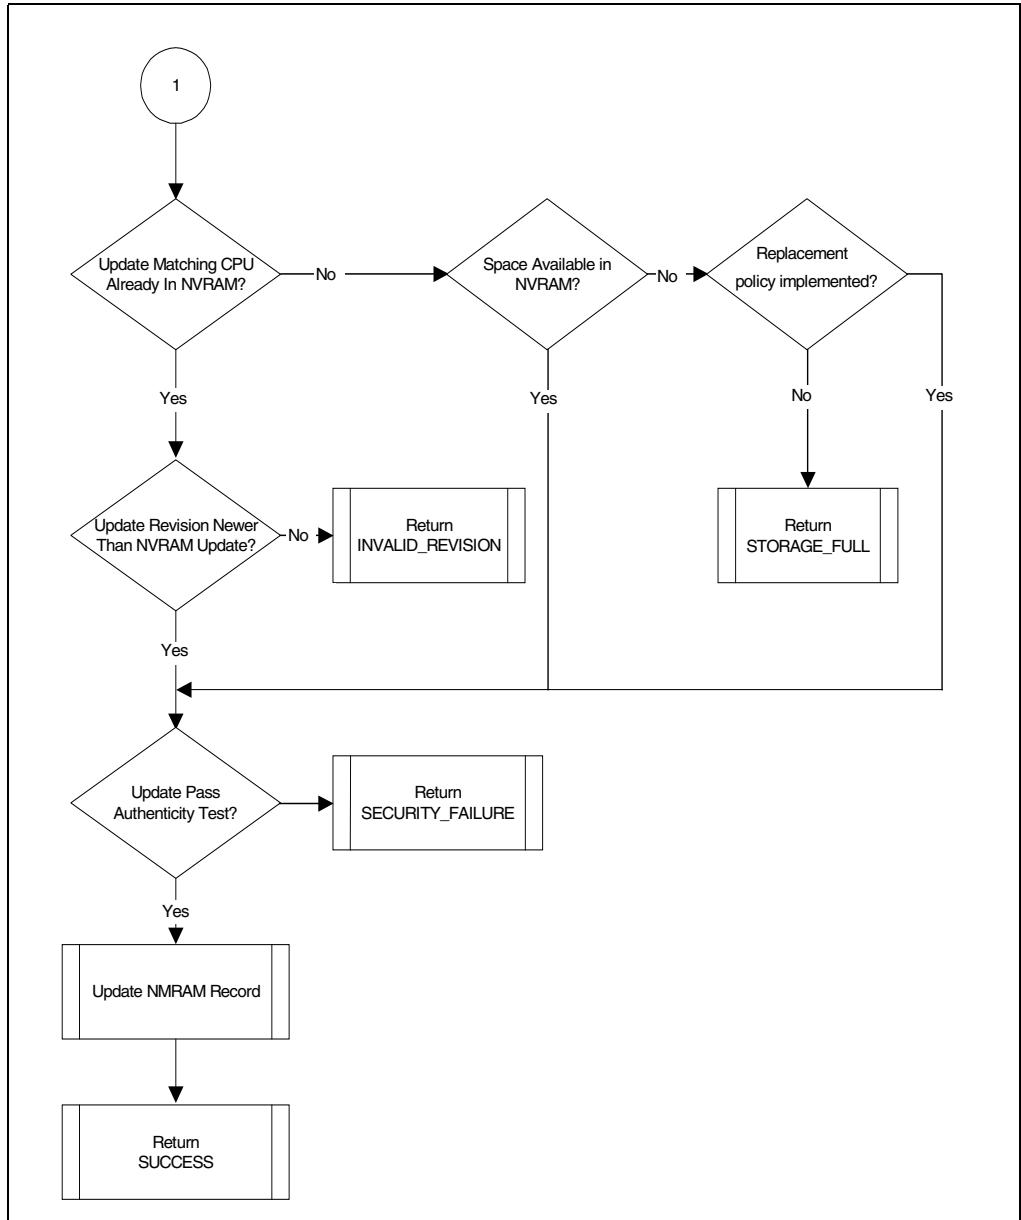 1
Update Matching CPU
Already In NVRAM?
No
Space Available in
NVRAM?
No
Replacement
policy implemented?
Yes
Yes
No
Yes
Update Revision Newer
Than NVRAM Update?
No
Return
INVALID_REVISION
Return
STORAGE_FULL
Yes
Update Pass
Authenticity Test?
Return
SECURITY_FAILURE
Yes
Update NMRAM Record
Return
SUCCESS